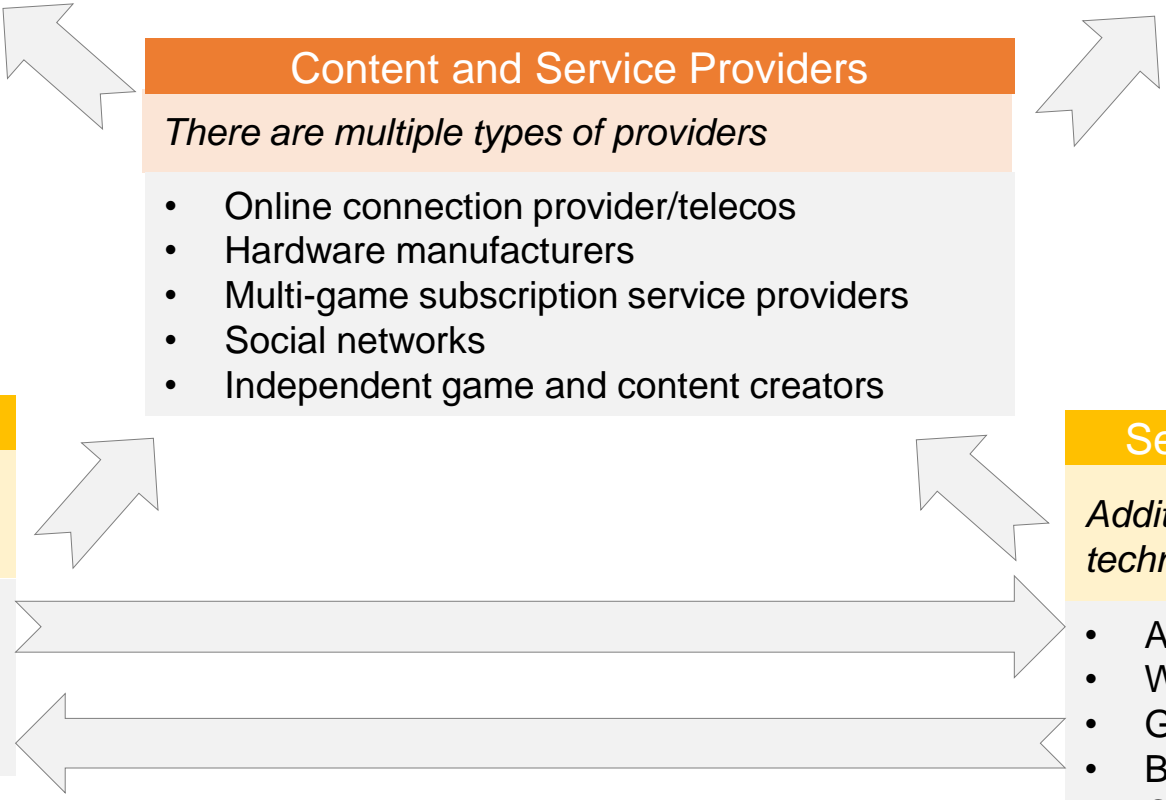 Content and Service Providers
There are multiple types of providers
• Online connection provider/telecos
• Hardware manufacturers
• Multi-game subscription service providers
• Social networks
• Independent game and content creators